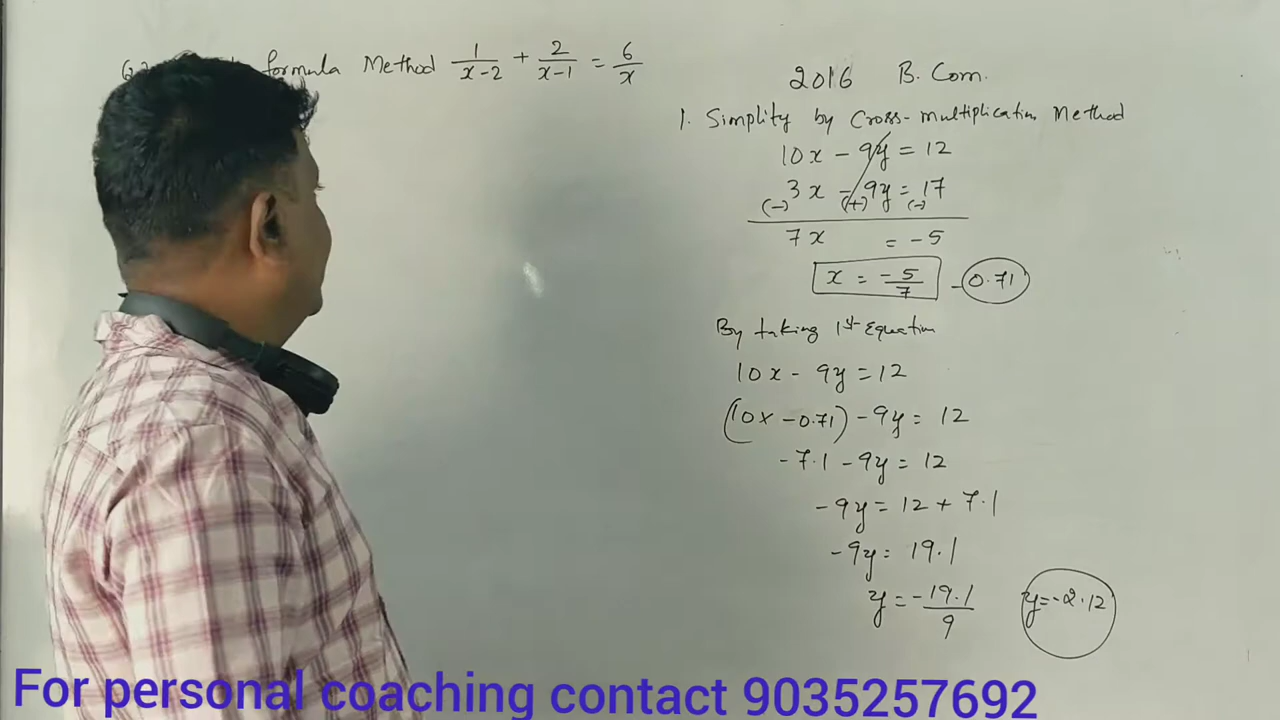 formula Method 1/(x-2) + 2/(x-1) = 6/x
2016 B. Com.
1. Simplity by Cross-multiplication Method
10x - 9y = 12
3x - 9y = 17
(-) (+) (-)
7x = -5
x = -5/7 -0.71
By taking 1st Equation
10x - 9y = 12
(10x -0.71) - 9y = 12
-7.1 - 9y = 12
-9y = 12 + 7.1
-9y = 19.1
y = -19.1/9 y=-2.12
For personal coaching contact 9035257692